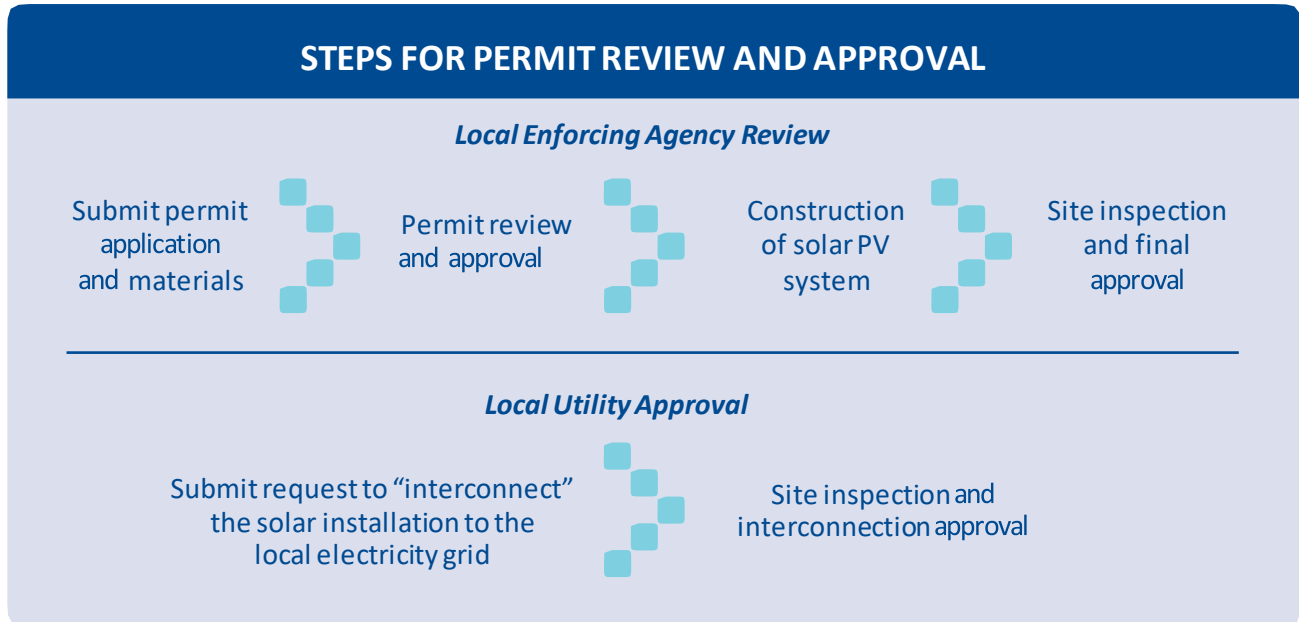 STEPS FOR PERMIT REVIEW AND APPROVAL
Local Enforcing Agency Review
Submit permit
application
and materials
Permit review
and approval
Construction
of solar PV
system
Site inspection
and final
approval
Local Utility Approval
Submit request to “interconnect”
the solar installation to the
local electricity grid
Site inspection and
interconnection approval